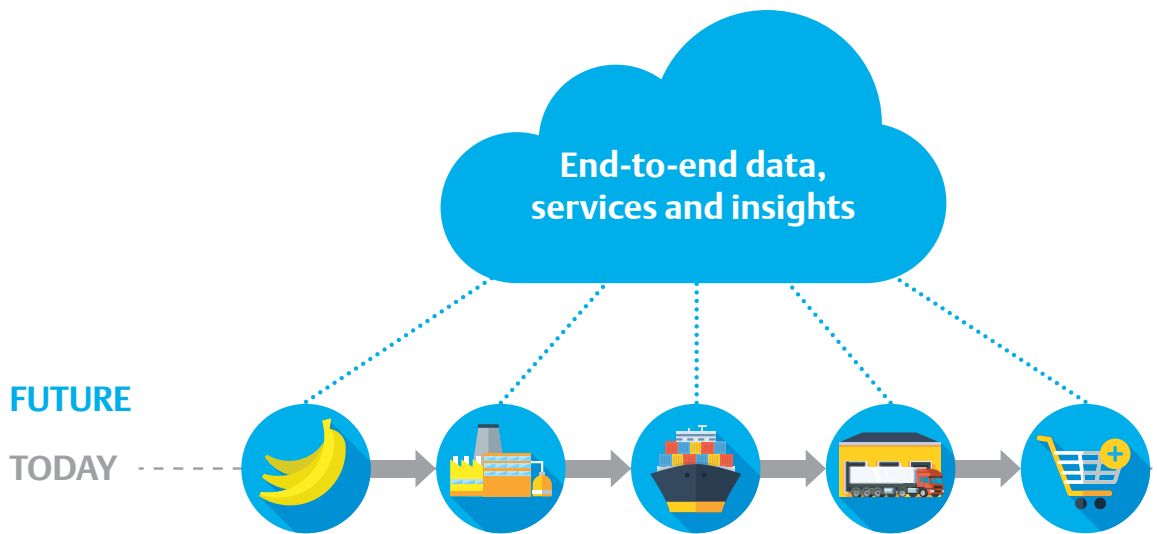 End-to-end data,
services and insights
FUTURE
TODAY